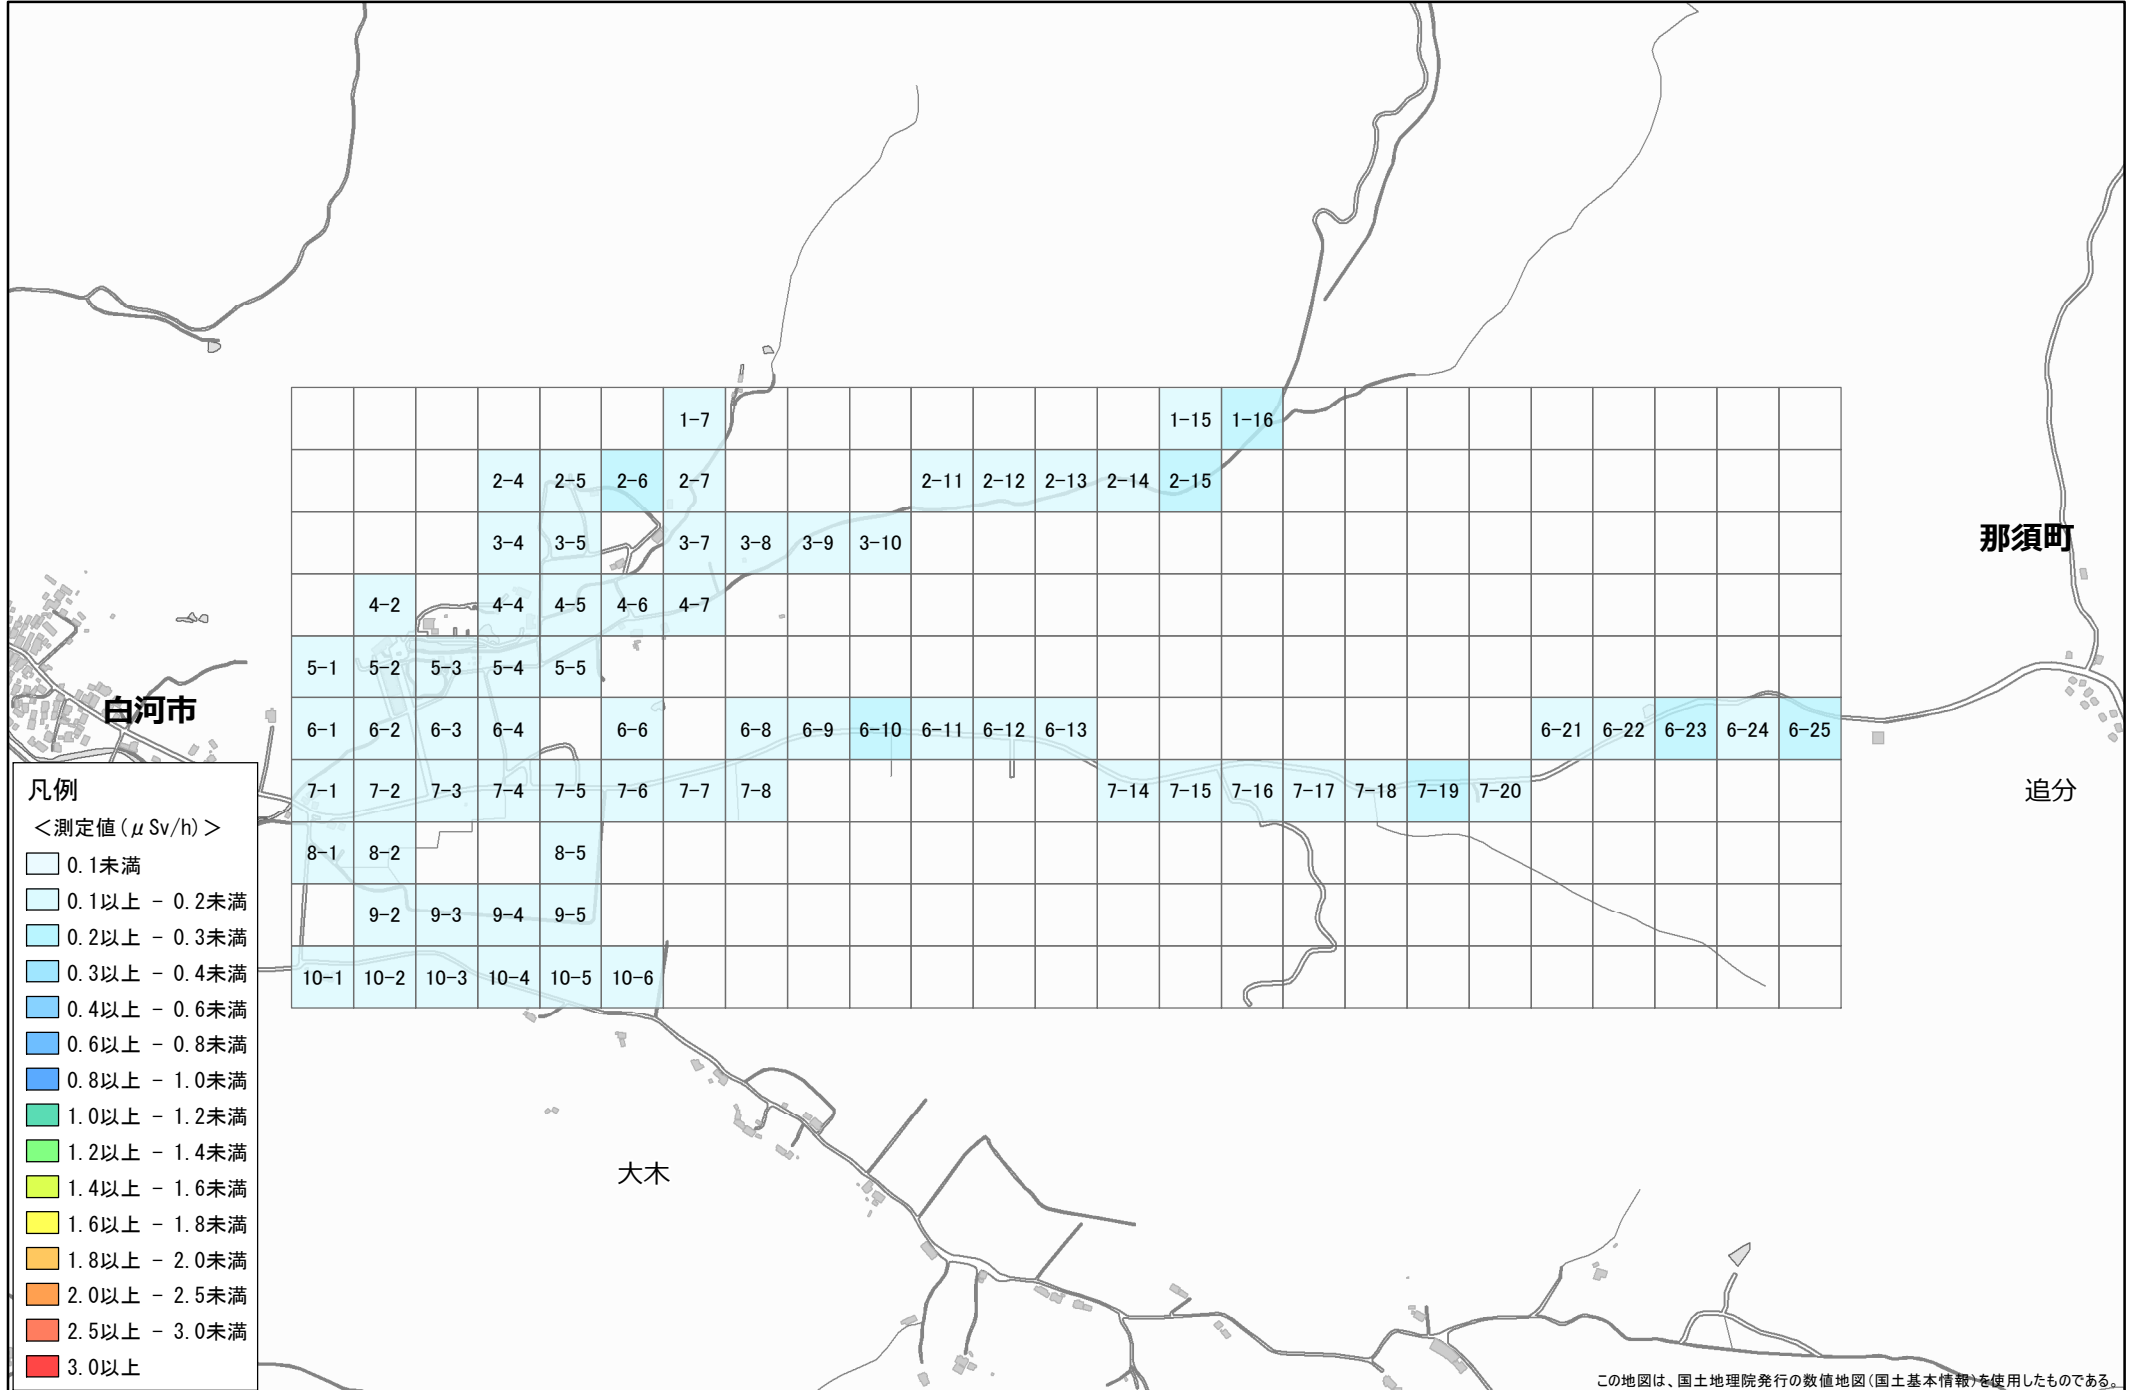 1-7 1-15 1-16
2-4 2-5 2-6 2-7 2-11 2-12 2-13 2-14 2-15
3-4 3-5 3-7 3-8 3-9 3-10
那須町
4-2 4-4 4-5 4-6 4-7
5-1 5-2 5-3 5-4 5-5
白河市
6-1 6-2 6-3 6-4 6-6 6-8 6-9 6-10 6-11 6-12 6-13 6-21 6-22 6-23 6-24 6-25
7-1 7-2 7-3 7-4 7-5 7-6 7-7 7-8 7-14 7-15 7-16 7-17 7-18 7-19 7-20
追分
8-1 8-2 8-5
9-2 9-3 9-4 9-5
10-1 10-2 10-3 10-4 10-5 10-6
大木
凡例
＜測定値(μSv/h)＞
0.1未満
0.1以上 - 0.2未満
0.2以上 - 0.3未満
0.3以上 - 0.4未満
0.4以上 - 0.6未満
0.6以上 - 0.8未満
0.8以上 - 1.0未満
1.0以上 - 1.2未満
1.2以上 - 1.4未満
1.4以上 - 1.6未満
1.6以上 - 1.8未満
1.8以上 - 2.0未満
2.0以上 - 2.5未満
2.5以上 - 3.0未満
3.0以上
この地図は、国土地理院発行の数値地図(国土基本情報)を使用したものである。